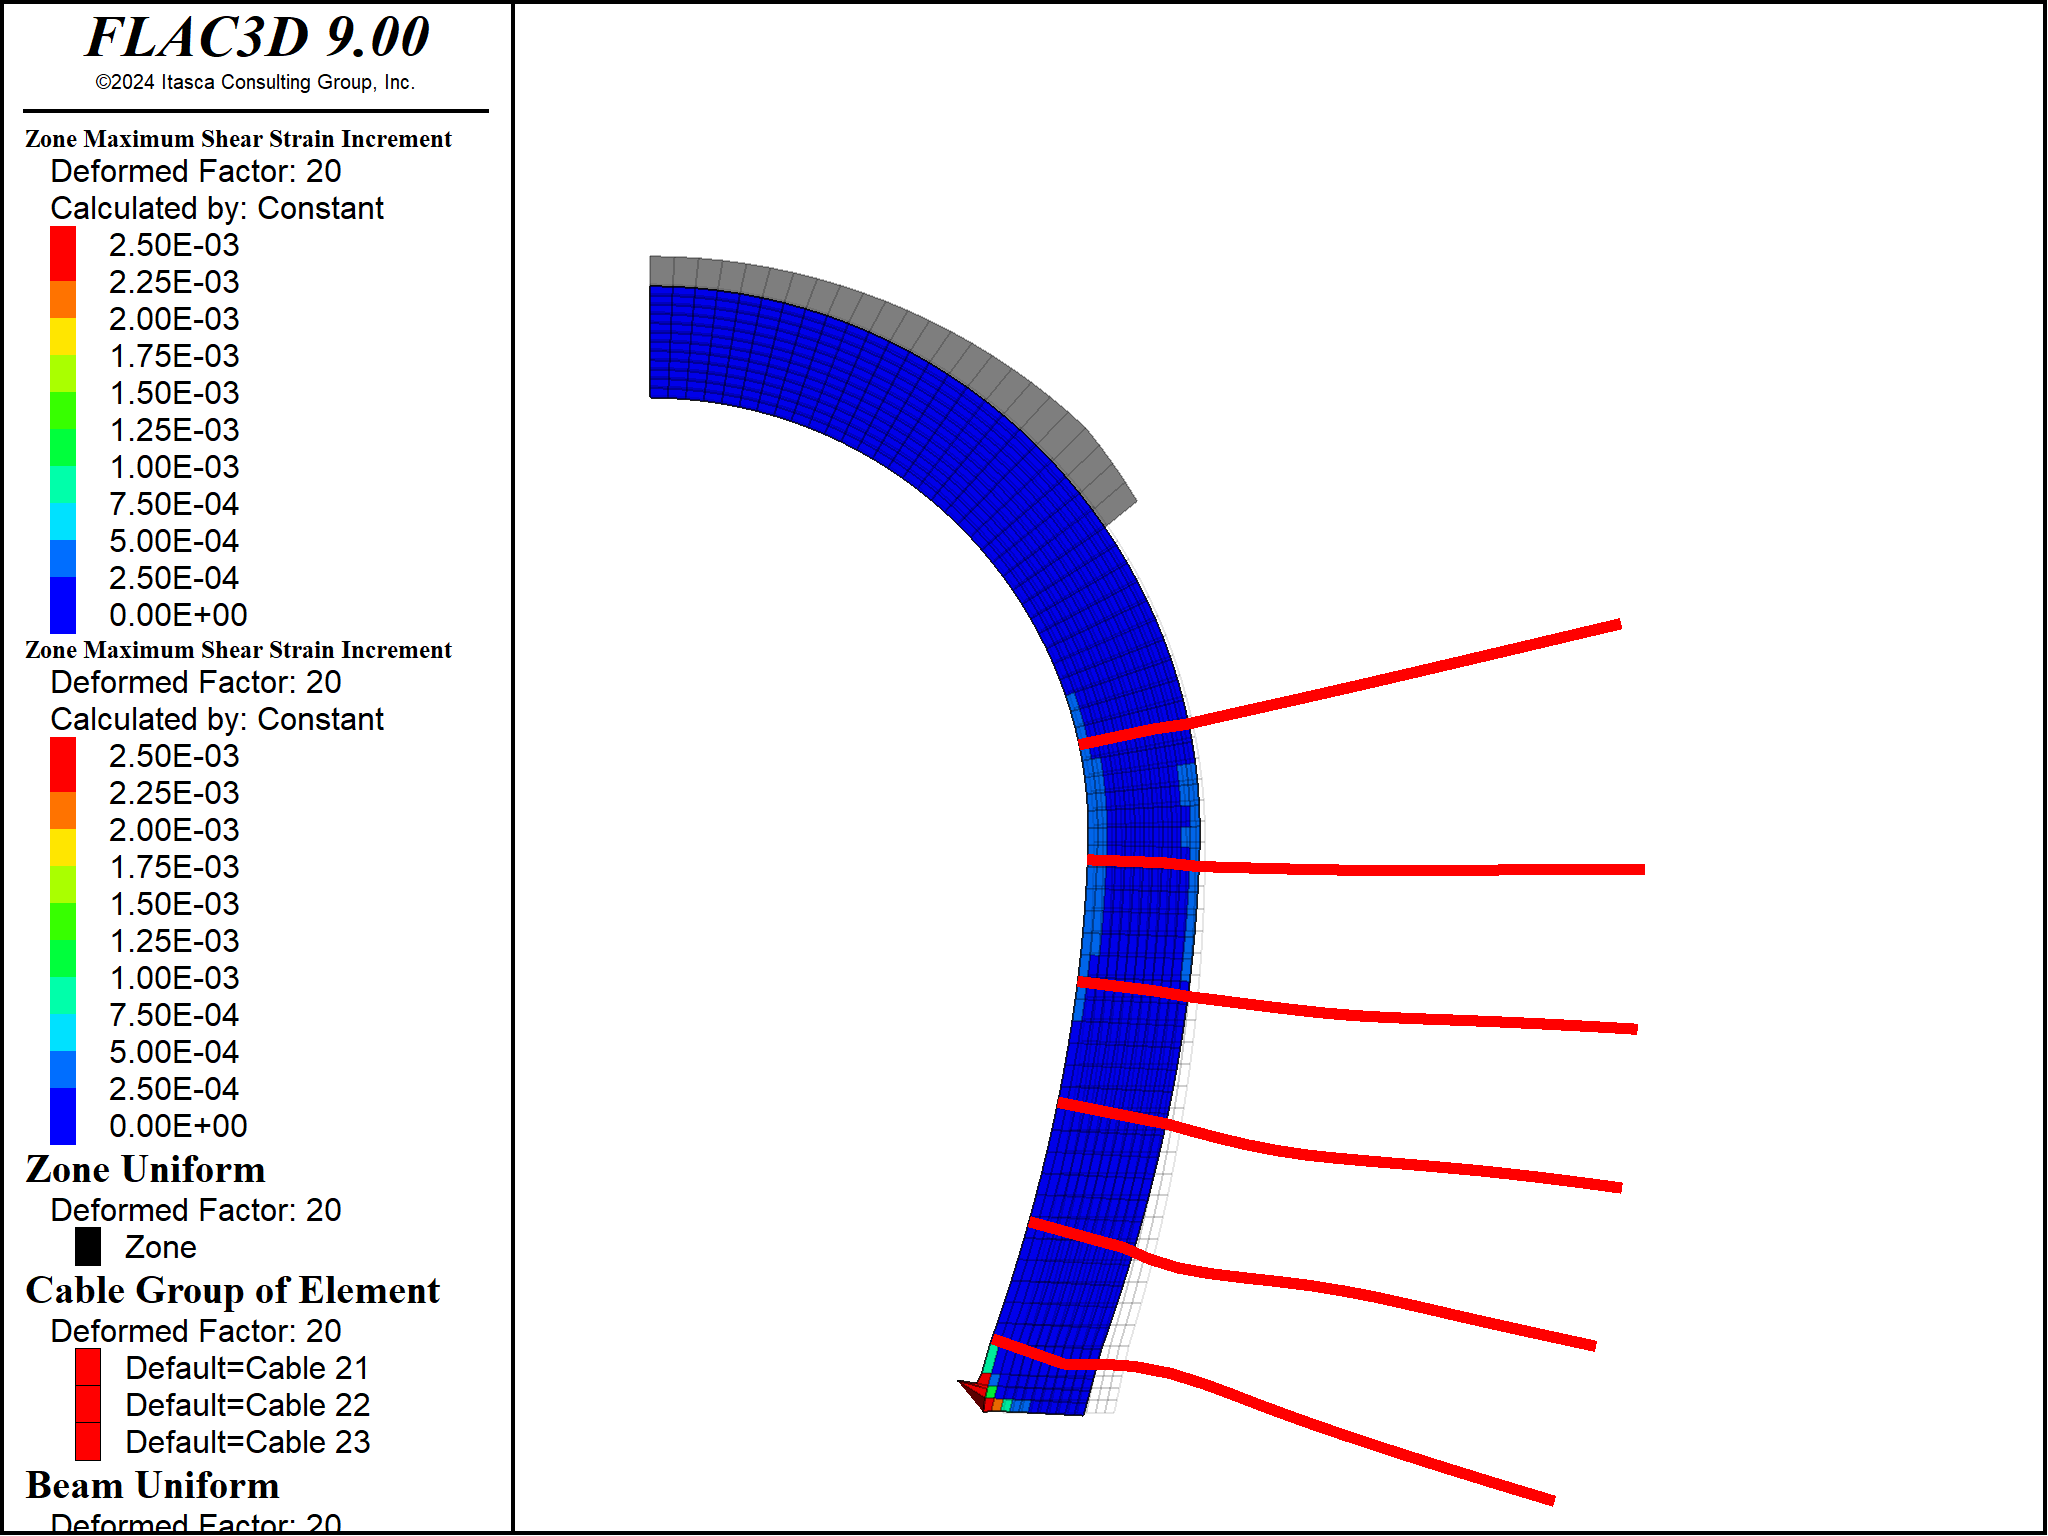 FLAC3D 9.00
©2024 Itasca Consulting Group, Inc.
Zone Maximum Shear Strain Increment
Deformed Factor: 20
Calculated by: Constant
2.50E-03
2.25E-03
2.00E-03
1.75E-03
1.50E-03
1.25E-03
1.00E-03
7.50E-04
5.00E-04
2.50E-04
0.00E+00
Zone Maximum Shear Strain Increment
Deformed Factor: 20
Calculated by: Constant
2.50E-03
2.25E-03
2.00E-03
1.75E-03
1.50E-03
1.25E-03
1.00E-03
7.50E-04
5.00E-04
2.50E-04
0.00E+00
Zone Uniform
Deformed Factor: 20
Zone
Cable Group of Element
Deformed Factor: 20
Default=Cable 21
Default=Cable 22
Default=Cable 23
Beam Uniform
Deformed Factor: 20